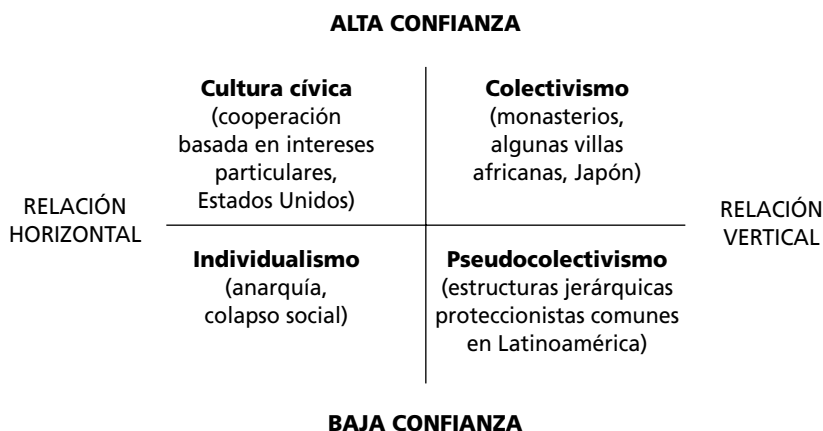 ALTA CONFIANZA
Cultura cívica
(cooperación
basada en intereses
particulares,
Estados Unidos)
Colectivismo
(monasterios,
algunas villas
africanas, Japón)
RELACIÓN
HORIZONTAL
RELACIÓN
VERTICAL
Individualismo
(anarquía,
colapso social)
Pseudocolectivismo
(estructuras jerárquicas
proteccionistas comunes
en Latinoamérica)
BAJA CONFIANZA